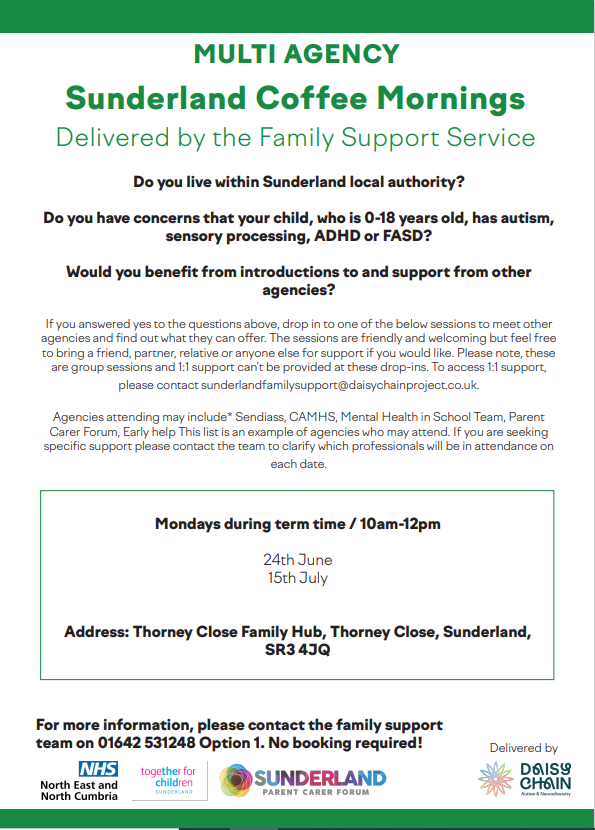 MULTI AGENCY
Sunderland Coffee Mornings
Delivered by the Family Support Service
Do you live within Sunderland local authority?
Do you have concerns that your child, who is 0-18 years old, has autism,
sensory processing, ADHD or FASD?
Would you benefit from introductions to and support from other
agencies?
If you answered yes to the questions above, drop in to one of the below sessions to meet other
agencies and find out what they can offer. The sessions are friendly and welcoming but feel free
to bring a friend, partner, relative or anyone else for support if you would like. Please note, these
are group sessions and 1:1 support can't be provided at these drop-ins. To access 1:1 support,
please contact sunderlandfamilysupport@daisychainproject.co.uk.
Agencies attending may include* Sendiass, CAMHS, Mental Health in School Team, Parent
Carer Forum, Early help This list is an example of agencies who may attend. If you are seeking
specific support please contact the team to clarify which professionals will be in attendance on
each date.
Mondays during term time / 10am-12pm
24th June
15th July
Address: Thorney Close Family Hub, Thorney Close, Sunderland,
SR3 4JQ
For more information, please contact the family support
team on 01642 531248 Option 1. No booking required!
Delivered by
NHS
North East and
North Cumbria
together for
children
SUNDERLAND
SUNDERLAND
PARENT CARER FORUM
DAISY
CHAIN
Autism & Neurodiversity